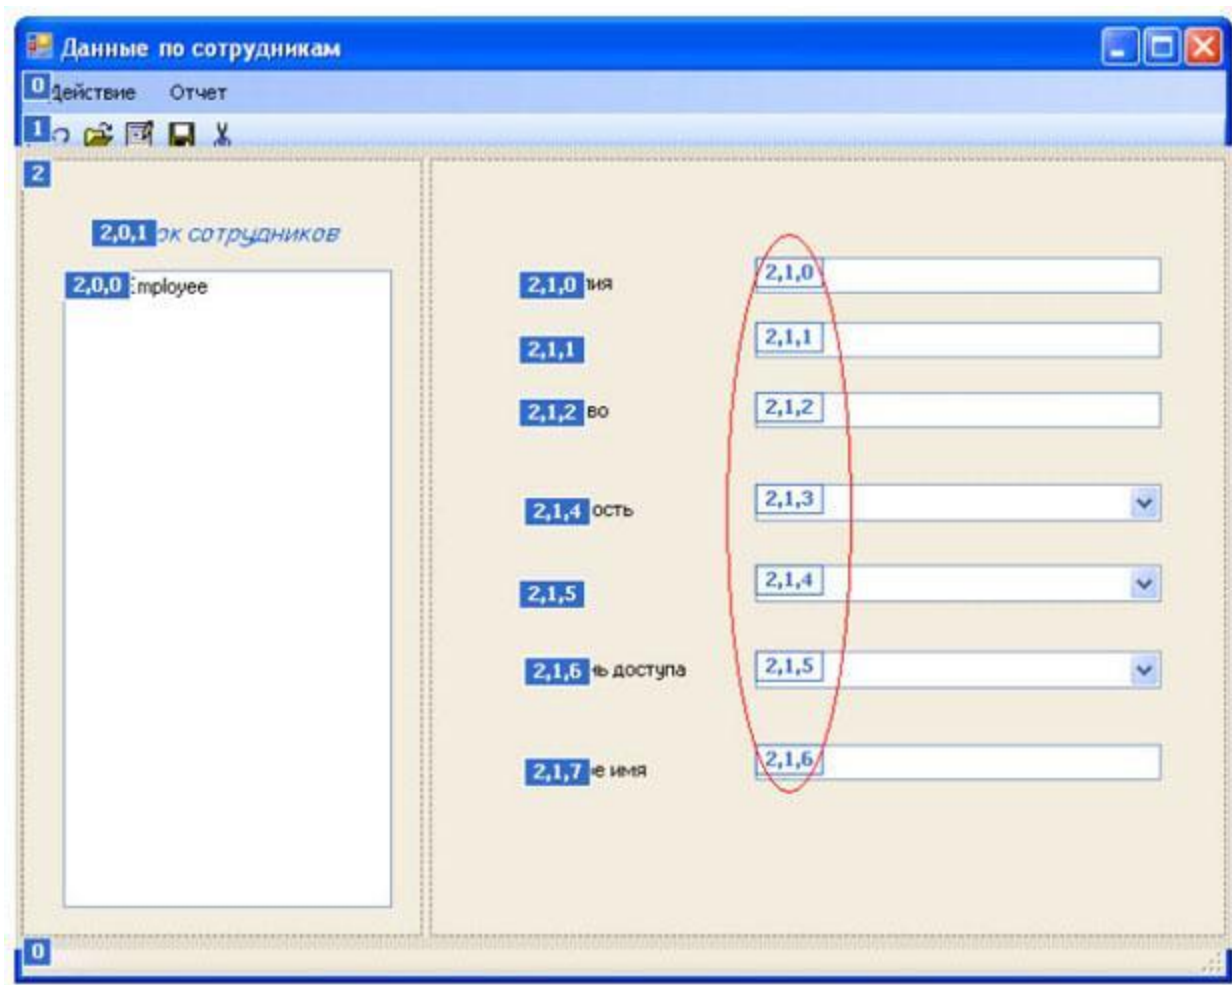 Данные по сотрудникам
0 Действие Отчет
1
2
2,0,1 ок сотрудников
2,0,0 Employee
2,1,0 лия 2,1,0
2,1,1 2,1,1
2,1,2 во 2,1,2
2,1,4 ость 2,1,3
2,1,5 2,1,4
2,1,6 нь доступа 2,1,5
2,1,7 ое имя 2,1,6
0